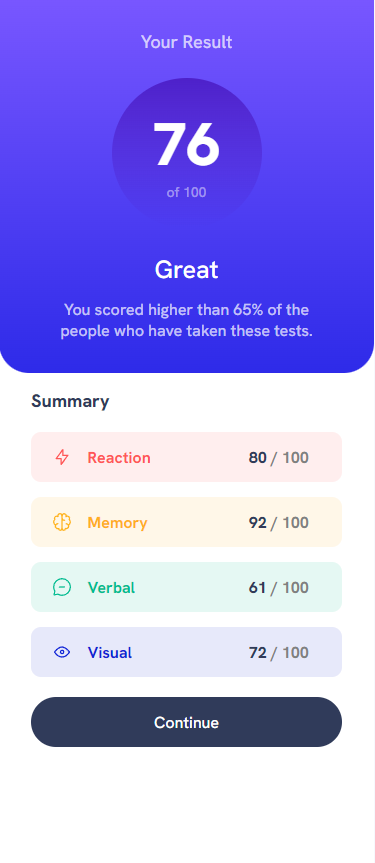 Your Result
76
of 100
Great
You scored higher than 65% of the
people who have taken these tests.
Summary
Reaction 80 / 100
Memory 92 / 100
Verbal 61 / 100
Visual 72 / 100
Continue